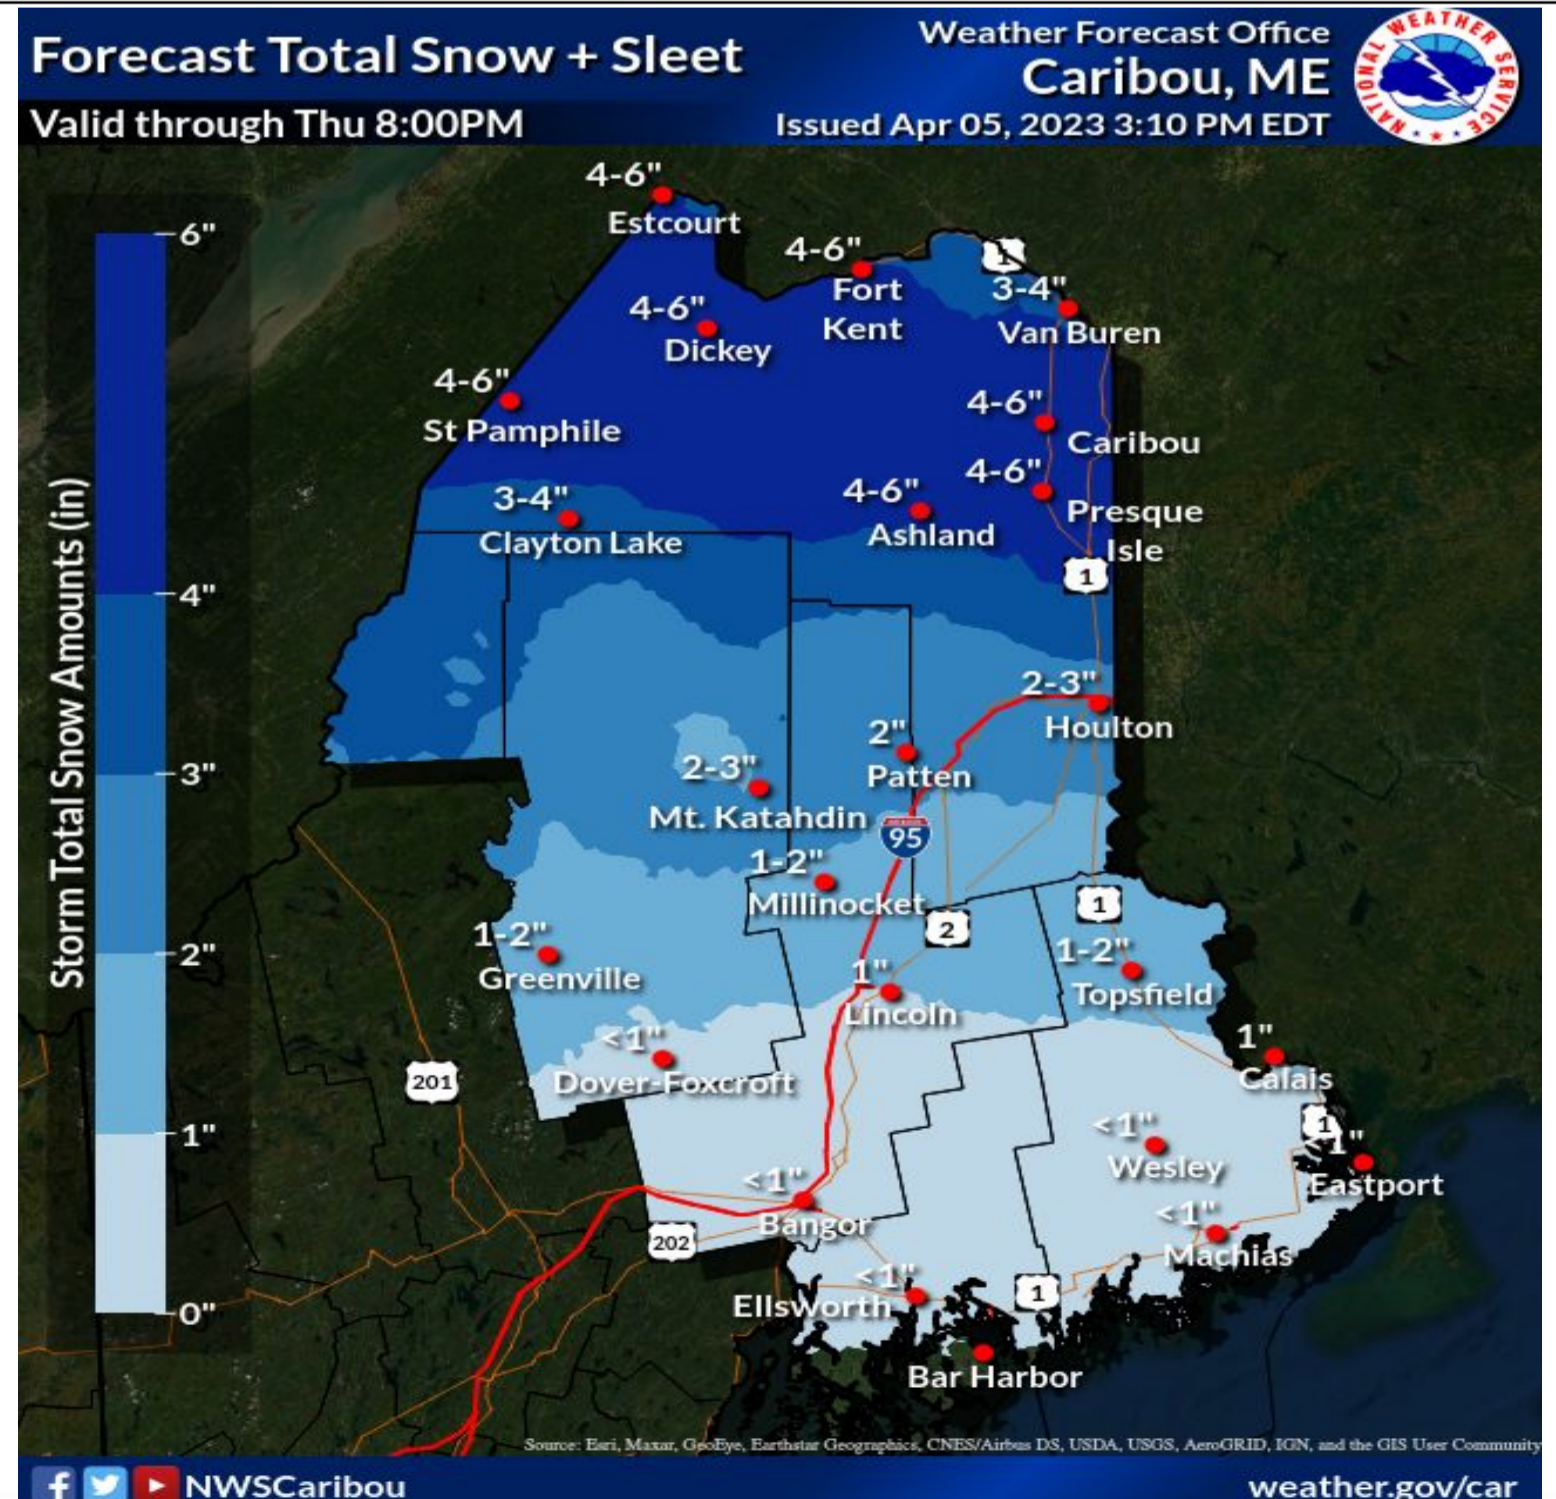 Forecast Total Snow + Sleet
Valid through Thu 8:00PM
Weather Forecast Office
Caribou, ME
Issued Apr 05, 2023 3:10 PM EDT
NATIONAL WEATHER SERVICE
Storm Total Snow Amounts (in)
6"
4"
3"
2"
1"
0"
4-6"
Estcourt
4-6"
Fort
Kent
1
3-4"
Van Buren
4-6"
Dickey
4-6"
St Pamphile
4-6"
Caribou
4-6"
Presque
Isle
3-4"
Clayton Lake
4-6"
Ashland
1
2-3"
Houlton
2"
Patten
2-3"
Mt. Katahdin
95
1-2"
Millinocket
2
1
1-2"
Greenville
1"
Lincoln
1-2"
Topsfield
<1"
Dover-Foxcroft
1"
Calais
201
<1"
Wesley
1
<1"
Eastport
<1"
Bangor
202
<1"
Machias
<1"
Ellsworth
1
Bar Harbor
Source: Esri, Maxar, GeoEye, Earthstar Geographics, CNES/Airbus DS, USDA, USGS, AeroGRID, IGN, and the GIS User Community
NWSCaribou
weather.gov/car